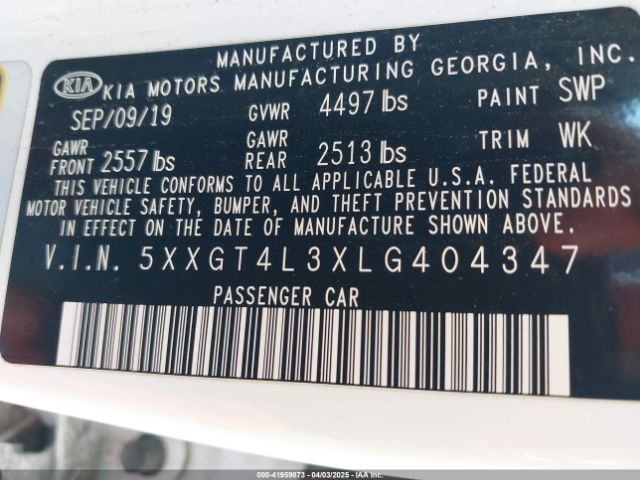 MANUFACTURED BY
KIA KIA MOTORS MANUFACTURING GEORGIA, INC.
SEP/09/19 GVWR 4497 lbs PAINT SWP
GAWR FRONT 2557 lbs GAWR REAR 2513 lbs TRIM WK
THIS VEHICLE CONFORMS TO ALL APPLICABLE U.S.A. FEDERAL
MOTOR VEHICLE SAFETY, BUMPER, AND THEFT PREVENTION STANDARDS
IN EFFECT ON THE DATE OF MANUFACTURE SHOWN ABOVE.
V.I.N. 5XXGT4L3XLG404347
PASSENGER CAR
000-41959873 - 04/03/2025 - IAA, LLC